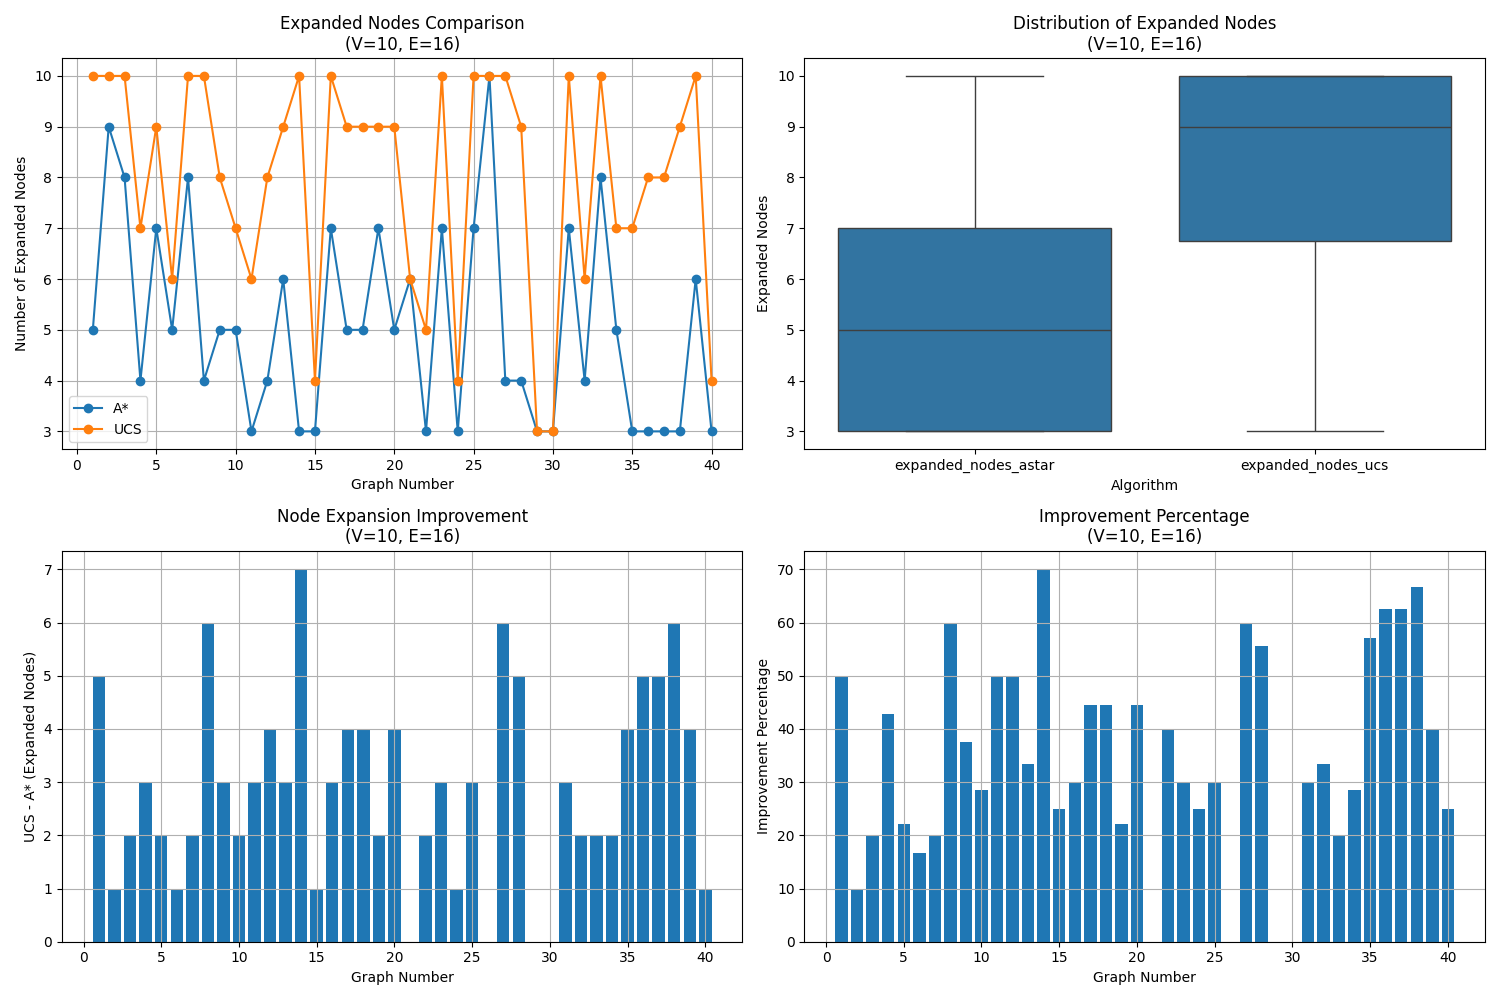 Expanded Nodes Comparison
(V=10, E=16)
Number of Expanded Nodes
10
9
8
7
6
5
4
3
A*
UCS
0 5 10 15 20 25 30 35 40
Graph Number
Distribution of Expanded Nodes
(V=10, E=16)
Expanded Nodes
10
9
8
7
6
5
4
3
expanded_nodes_astar expanded_nodes_ucs
Algorithm
Node Expansion Improvement
(V=10, E=16)
UCS - A* (Expanded Nodes)
7
6
5
4
3
2
1
0
0 5 10 15 20 25 30 35 40
Graph Number
Improvement Percentage
(V=10, E=16)
Improvement Percentage
70
60
50
40
30
20
10
0
0 5 10 15 20 25 30 35 40
Graph Number